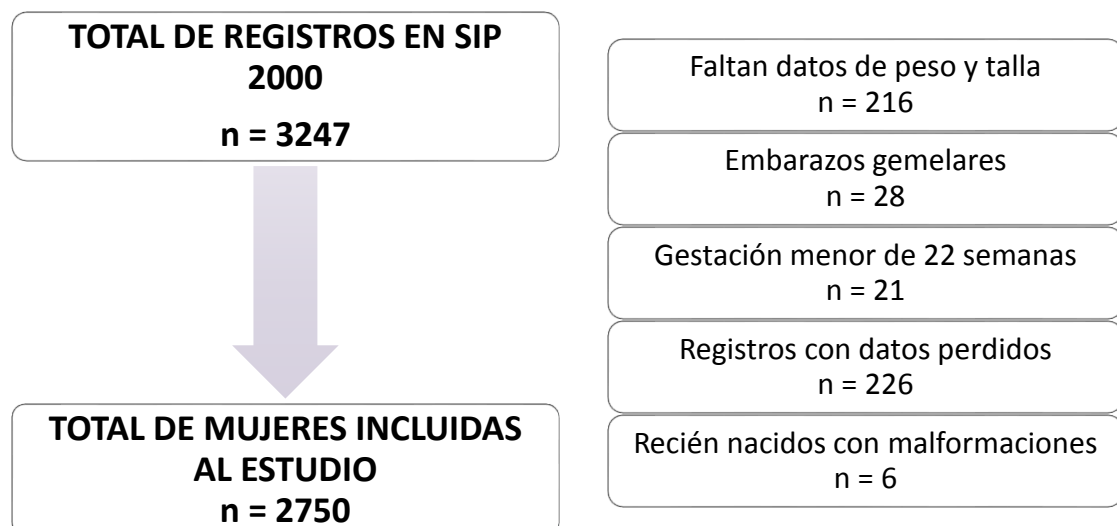 TOTAL DE REGISTROS EN SIP
2000
n = 3247
Faltan datos de peso y talla
n = 216
Embarazos gemelares
n = 28
Gestación menor de 22 semanas
n = 21
Registros con datos perdidos
n = 226
Recién nacidos con malformaciones
n = 6
TOTAL DE MUJERES INCLUIDAS
AL ESTUDIO
n = 2750